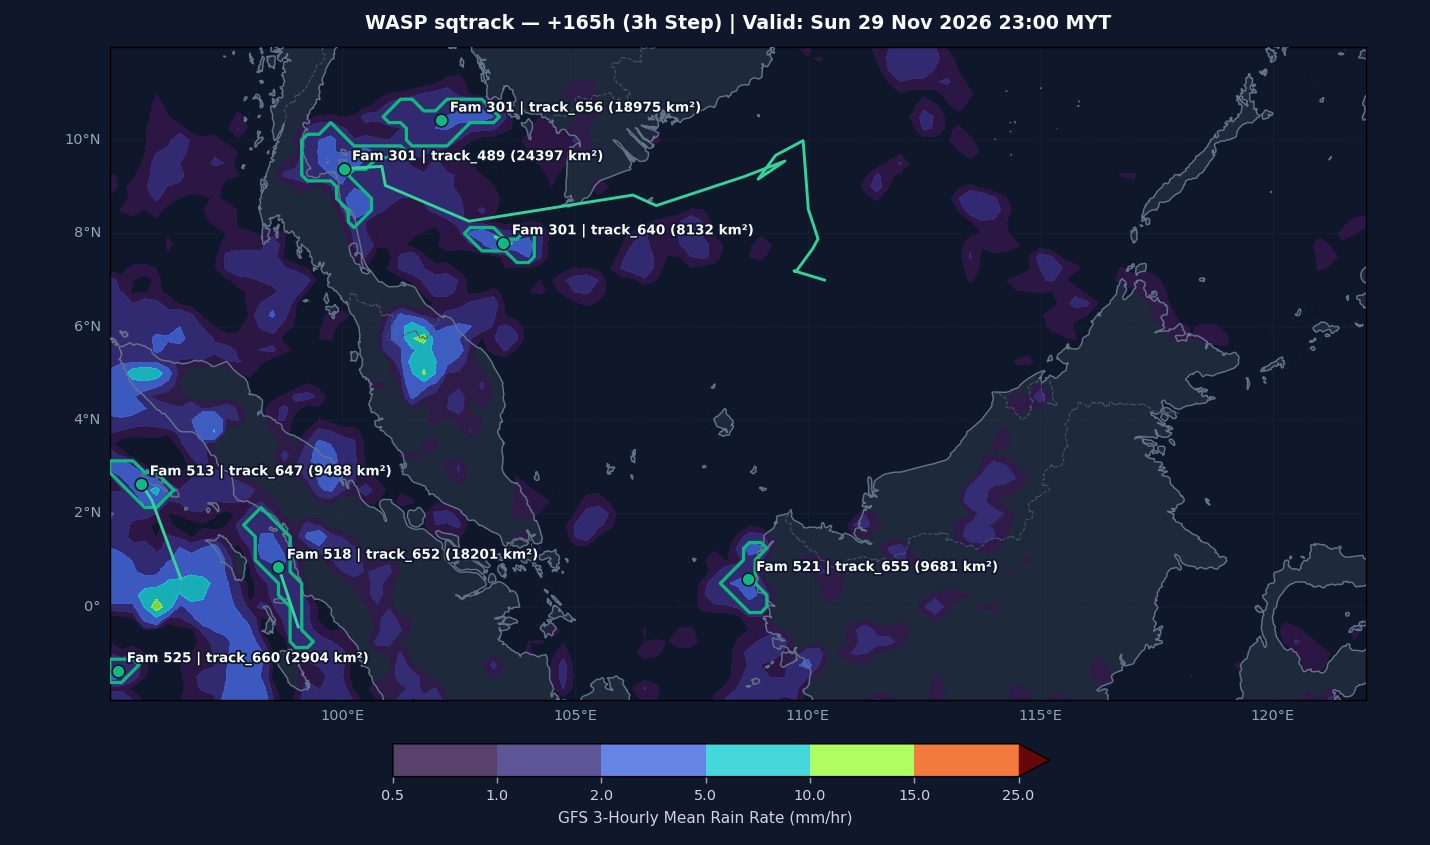 WASP sqtrack — +165h (3h Step) | Valid: Sun 29 Nov 2026 23:00 MYT
Fam 301 | track_656 (18975 km²)
10°N
Fam 301 | track_489 (24397 km²)
8°N
Fam 301 | track_640 (8132 km²)
6°N
4°N
Fam 513 | track_647 (9488 km²)
2°N
Fam 518 | track_652 (18201 km²)
Fam 521 | track_655 (9681 km²)
0°
Fam 525 | track_660 (2904 km²)
100°E 105°E 110°E 115°E 120°E
0.5 1.0 2.0 5.0 10.0 15.0 25.0
GFS 3-Hourly Mean Rain Rate (mm/hr)